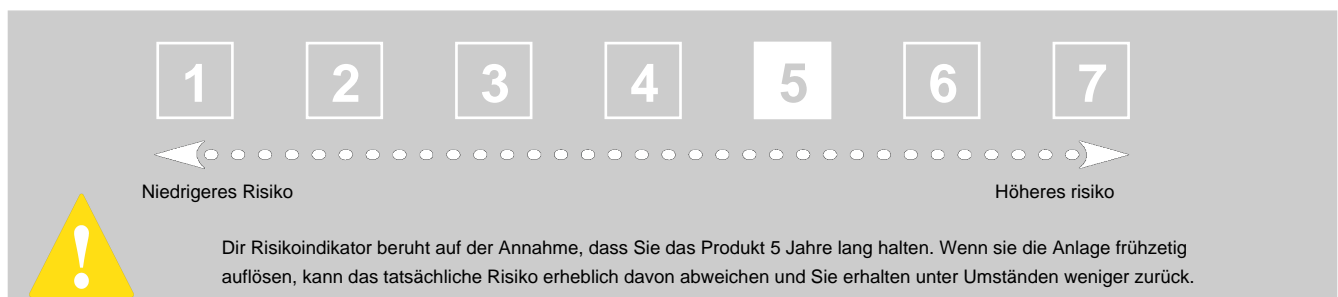 1 2 3 4 5 6 7
Niedrigeres Risiko Höheres risiko
!
Dir Risikoindikator beruht auf der Annahme, dass Sie das Produkt 5 Jahre lang halten. Wenn sie die Anlage frühzetig
auflösen, kann das tatsächliche Risiko erheblich davon abweichen und Sie erhalten unter Umständen weniger zurück.